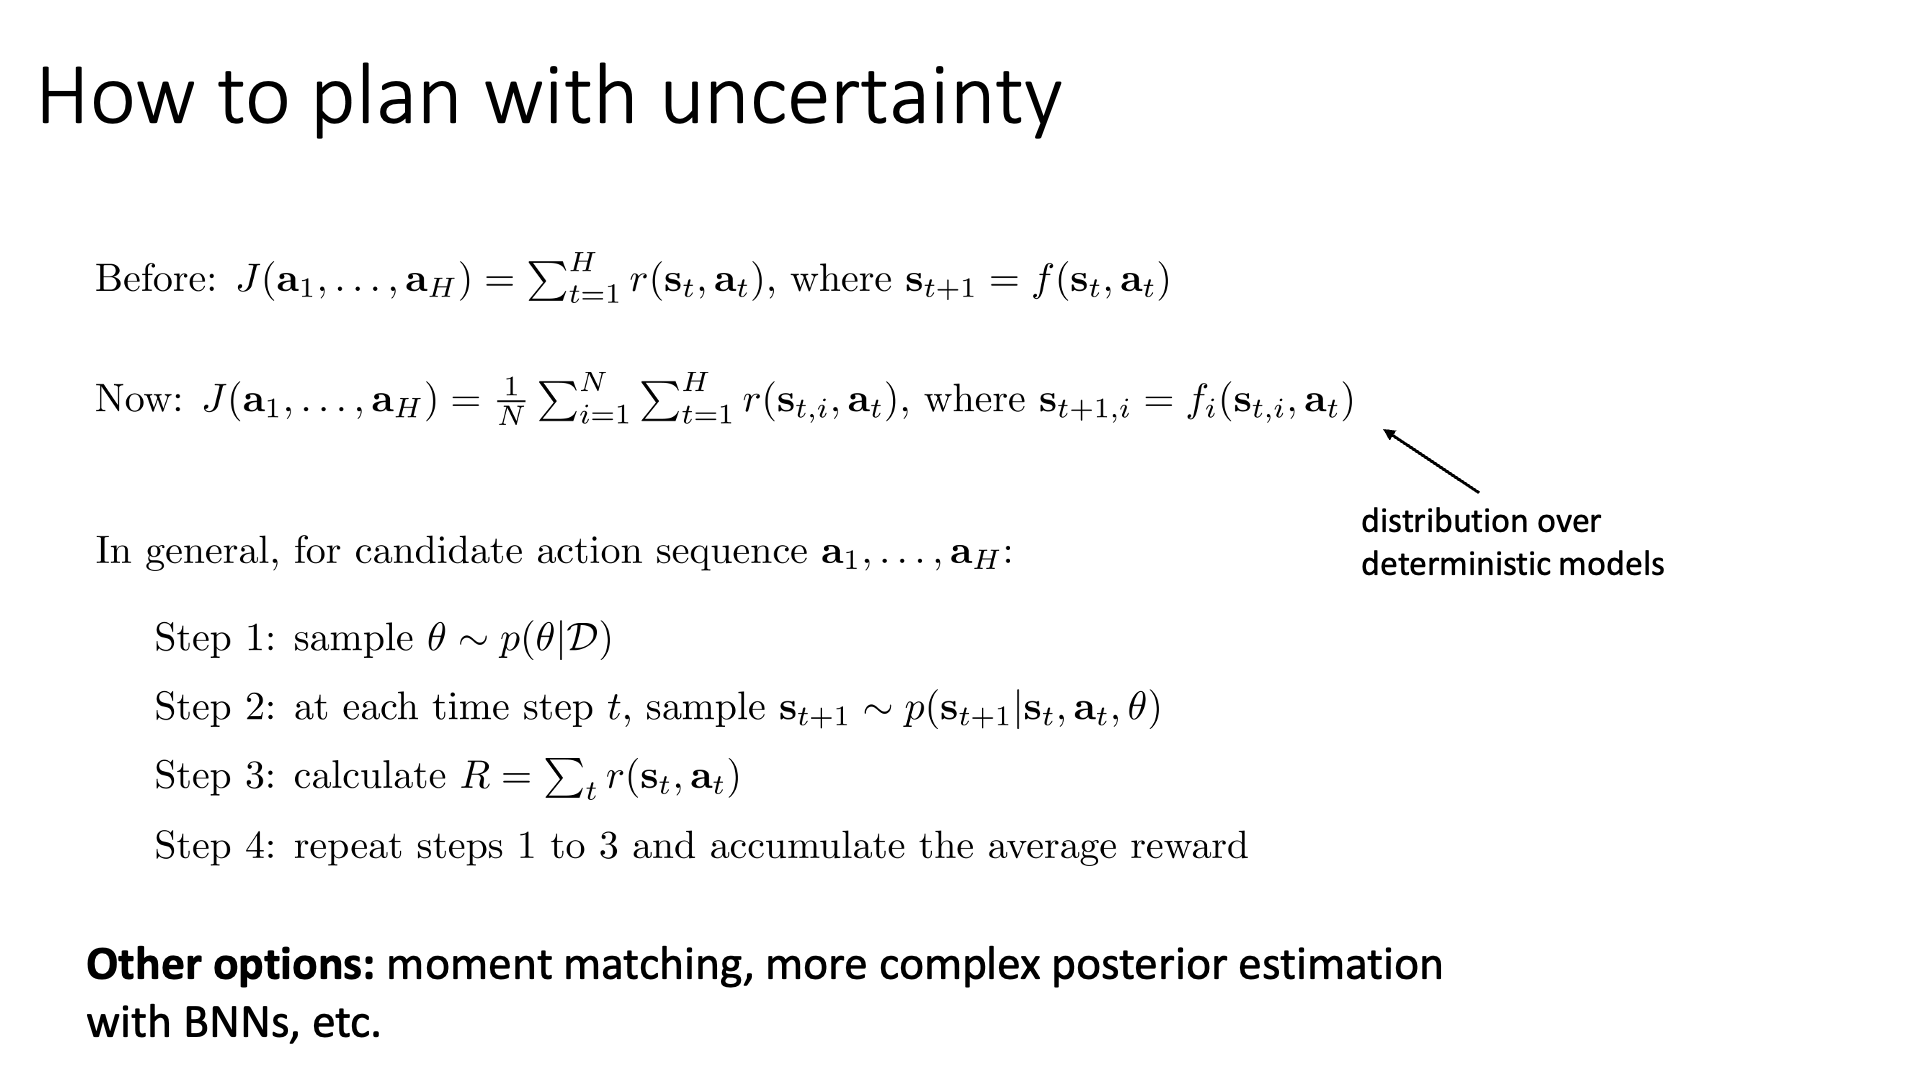 How to plan with uncertainty
Before: $J(\mathbf{a}_1, \ldots, \mathbf{a}_H) = \sum_{t=1}^{H} r(\mathbf{s}_t, \mathbf{a}_t)$, where $\mathbf{s}_{t+1} = f(\mathbf{s}_t, \mathbf{a}_t)$
Now: $J(\mathbf{a}_1, \ldots, \mathbf{a}_H) = \frac{1}{N} \sum_{i=1}^{N} \sum_{t=1}^{H} r(\mathbf{s}_{t,i}, \mathbf{a}_t)$, where $\mathbf{s}_{t+1,i} = f_i(\mathbf{s}_{t,i}, \mathbf{a}_t)$
distribution over
deterministic models
In general, for candidate action sequence $\mathbf{a}_1, \ldots, \mathbf{a}_H$:
Step 1: sample $\theta \sim p(\theta|\mathcal{D})$
Step 2: at each time step $t$, sample $\mathbf{s}_{t+1} \sim p(\mathbf{s}_{t+1}|\mathbf{s}_t, \mathbf{a}_t, \theta)$
Step 3: calculate $R = \sum_t r(\mathbf{s}_t, \mathbf{a}_t)$
Step 4: repeat steps 1 to 3 and accumulate the average reward
Other options: moment matching, more complex posterior estimation
with BNNs, etc.